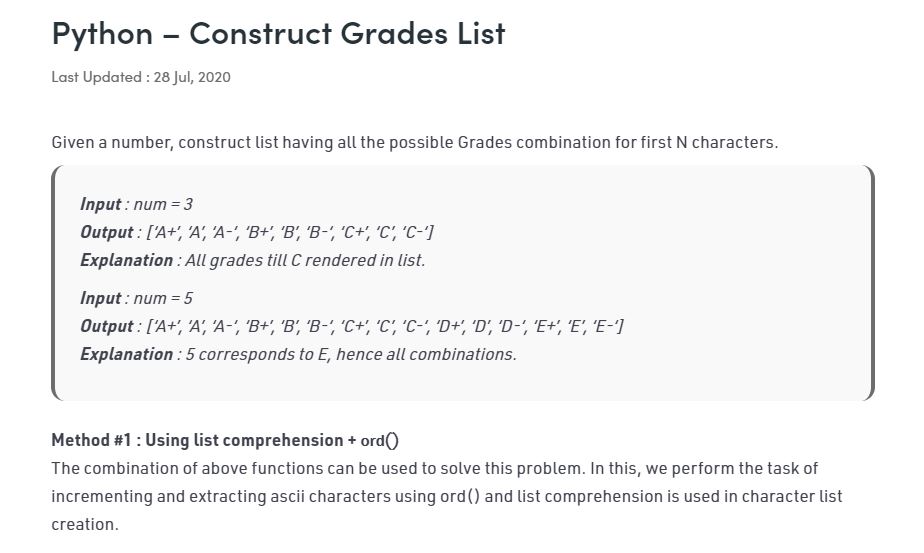 Python – Construct Grades List
Last Updated : 28 Jul, 2020
Given a number, construct list having all the possible Grades combination for first N characters.
Input : num = 3
Output : [‘A+’, ‘A’, ‘A-‘, ‘B+’, ‘B’, ‘B-‘, ‘C+’, ‘C’, ‘C-‘]
Explanation : All grades till C rendered in list.
Input : num = 5
Output : [‘A+’, ‘A’, ‘A-‘, ‘B+’, ‘B’, ‘B-‘, ‘C+’, ‘C’, ‘C-‘, ‘D+’, ‘D’, ‘D-‘, ‘E+’, ‘E’, ‘E-‘]
Explanation : 5 corresponds to E, hence all combinations.
Method #1 : Using list comprehension + ord()
The combination of above functions can be used to solve this problem. In this, we perform the task of
incrementing and extracting ascii characters using ord() and list comprehension is used in character list
creation.